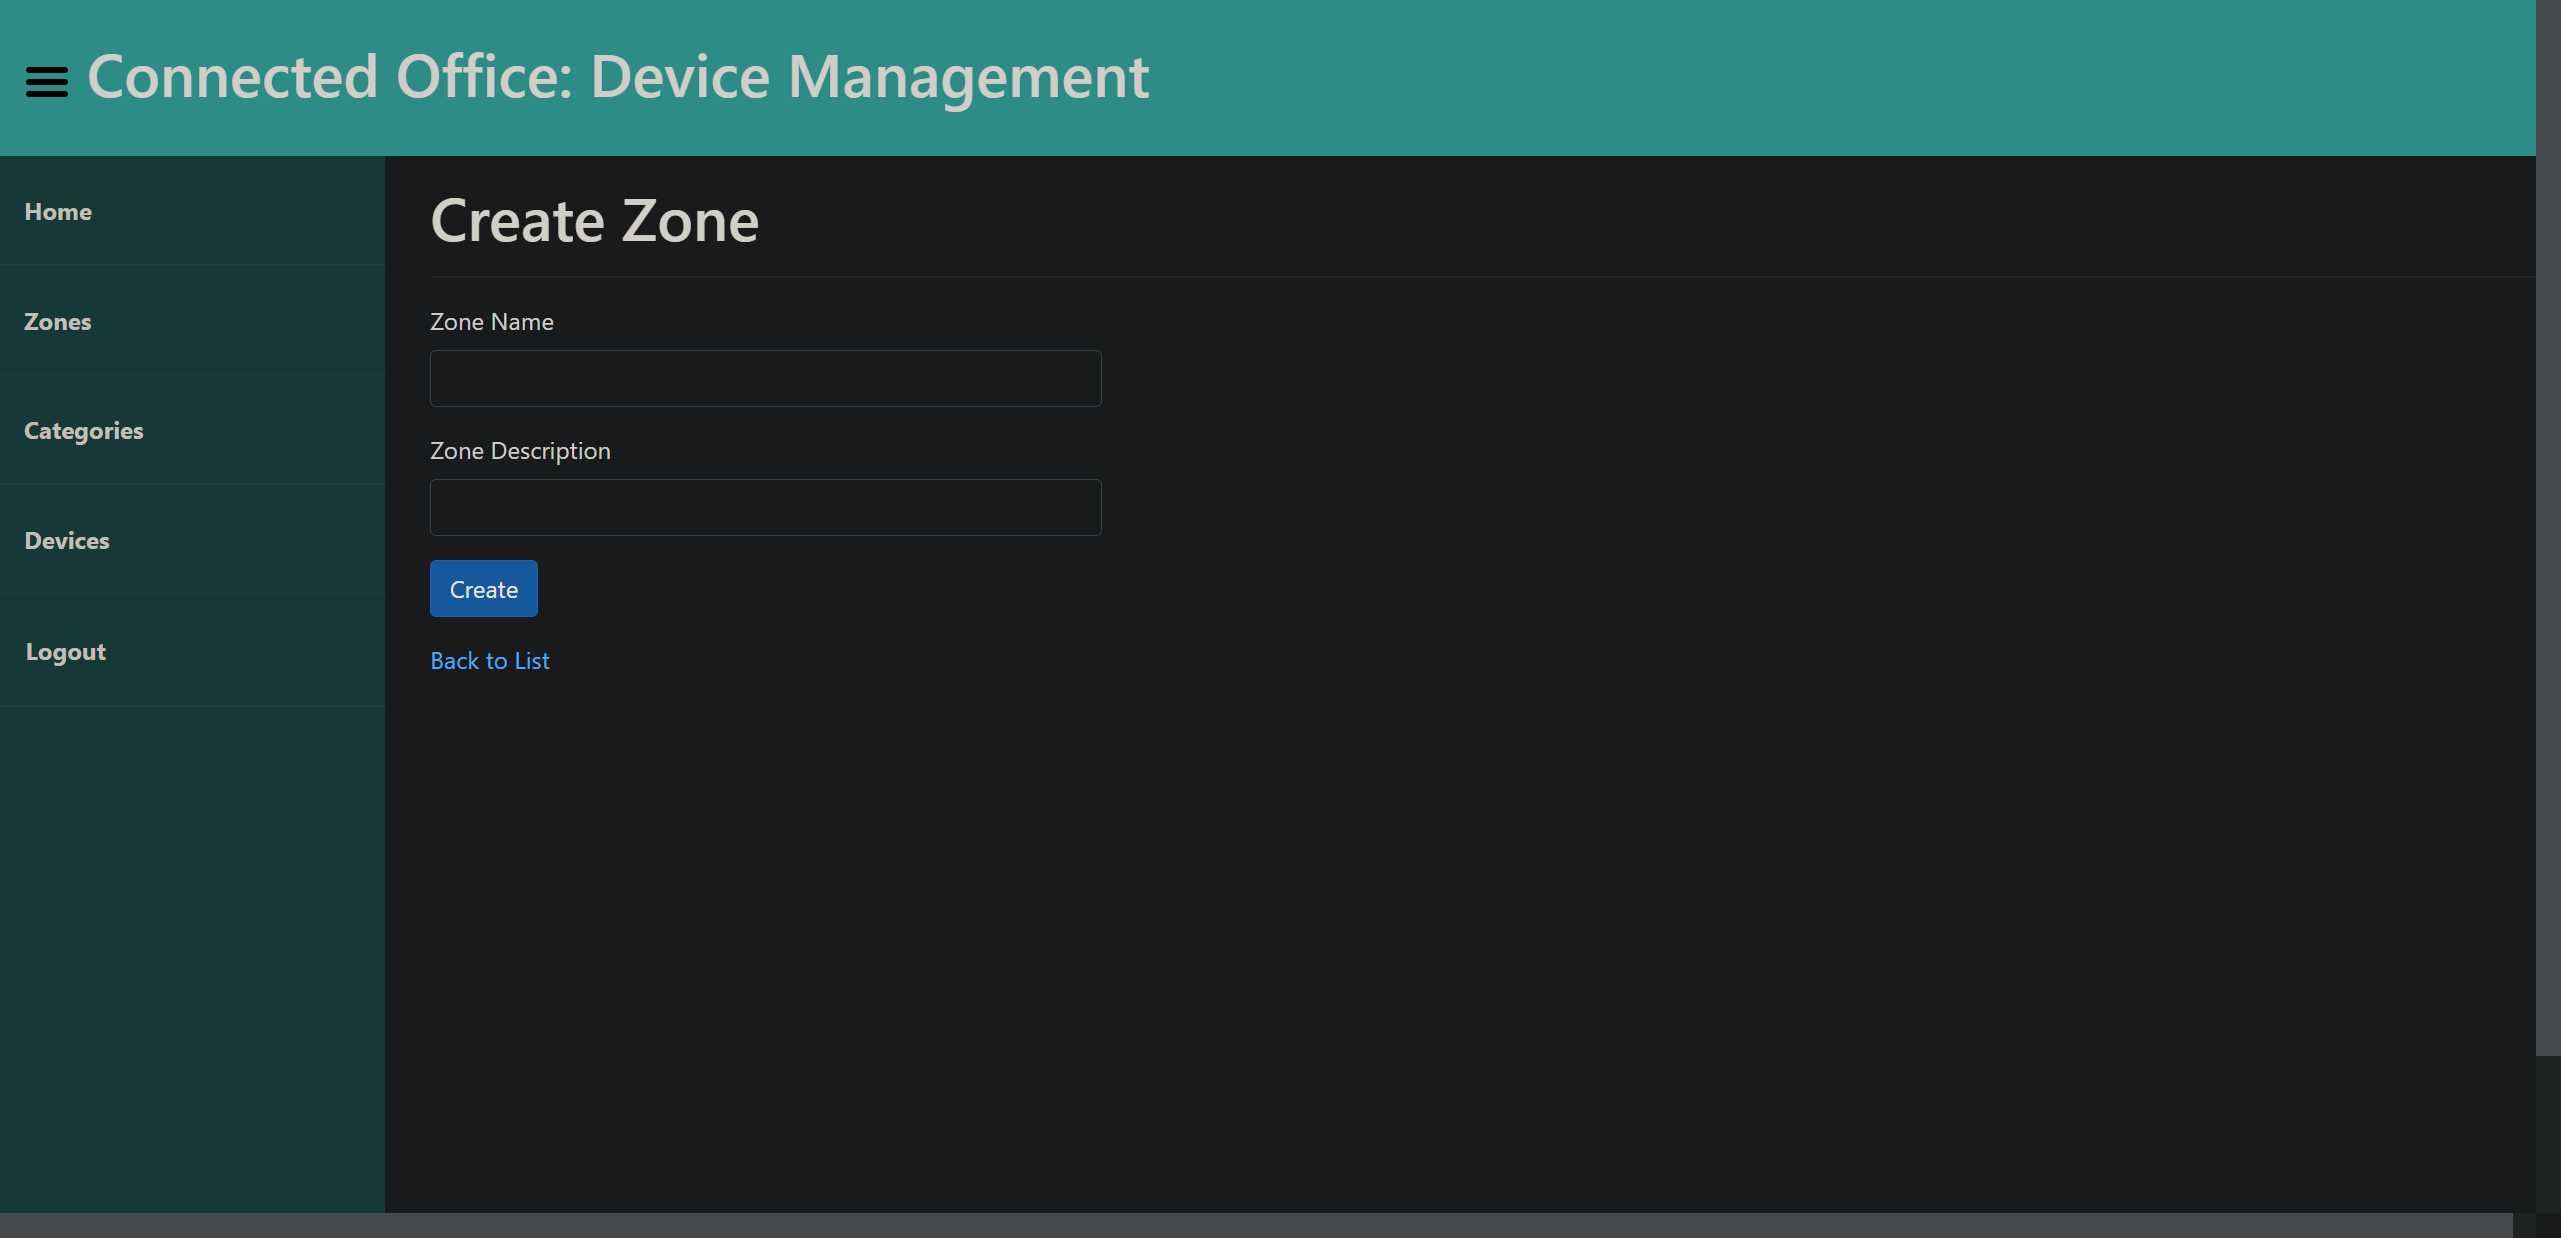 Connected Office: Device Management
Home
Zones
Categories
Devices
Logout
Create Zone
Zone Name
Zone Description
Create
Back to List